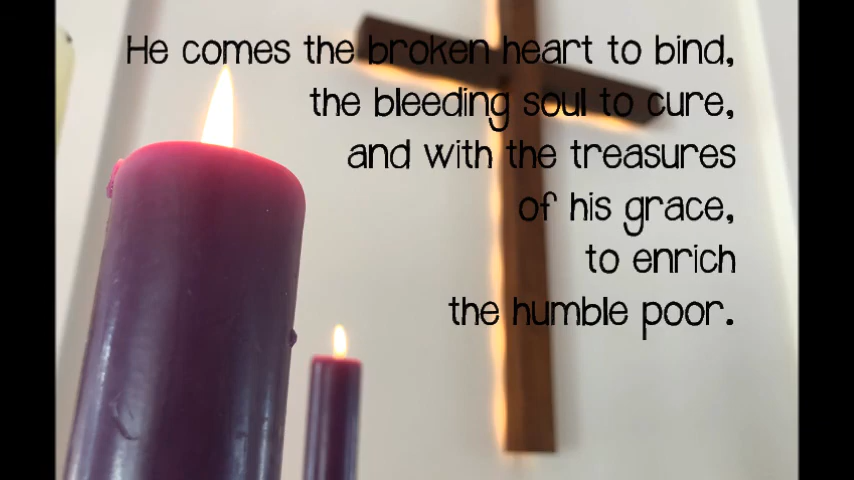 He comes the broken heart to bind,
the bleeding soul to cure,
and with the treasures
of his grace,
to enrich
the humble poor.